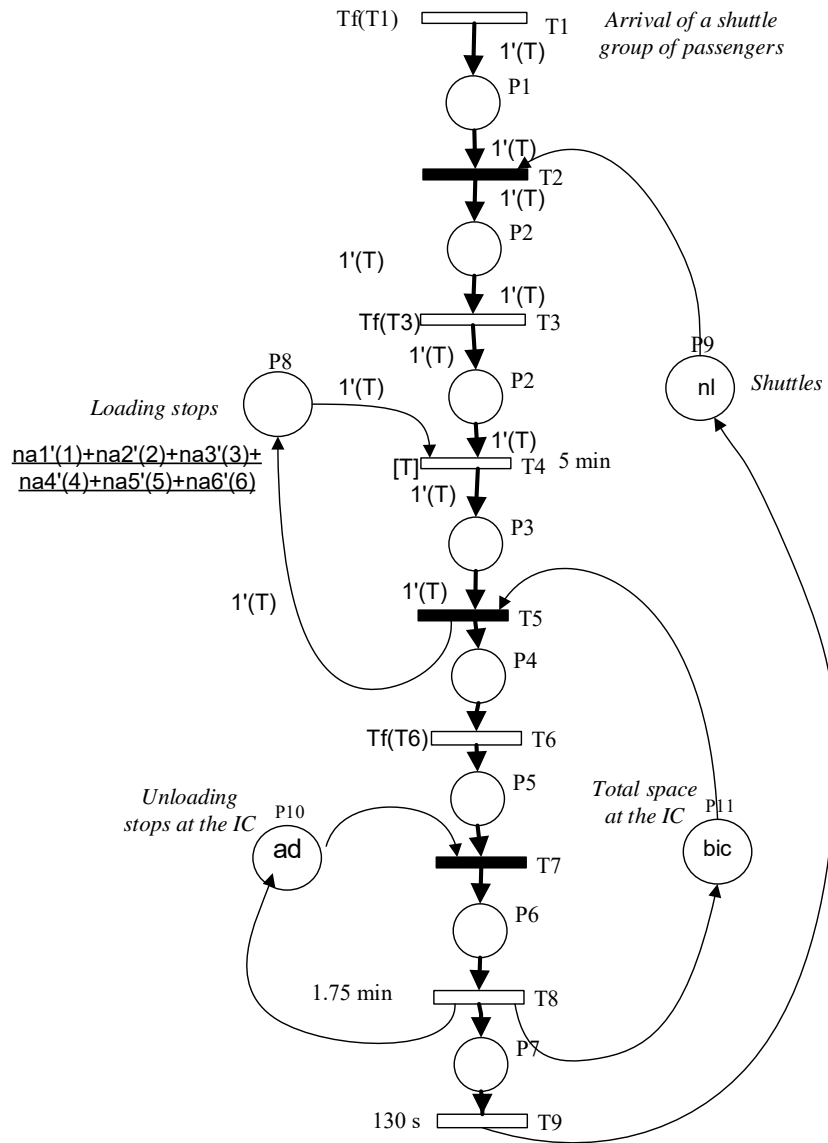 Tf(T1)
T1
Arrival of a shuttle
group of passengers
1'(T)
P1
1'(T)
T2
1'(T)
P2
1'(T)
1'(T)
Tf(T3)
T3
1'(T)
P9
nl
Shuttles
P8
1'(T)
P2
Loading stops
na1'(1)+na2'(2)+na3'(3)+
na4'(4)+na5'(5)+na6'(6)
1'(T)
[T]
T4
5 min
1'(T)
P3
1'(T)
1'(T)
T5
P4
Tf(T6)
T6
P5
Unloading
stops at the IC
P10
ad
Total space
at the IC
P11
bic
T7
P6
1.75 min
T8
P7
130 s
T9